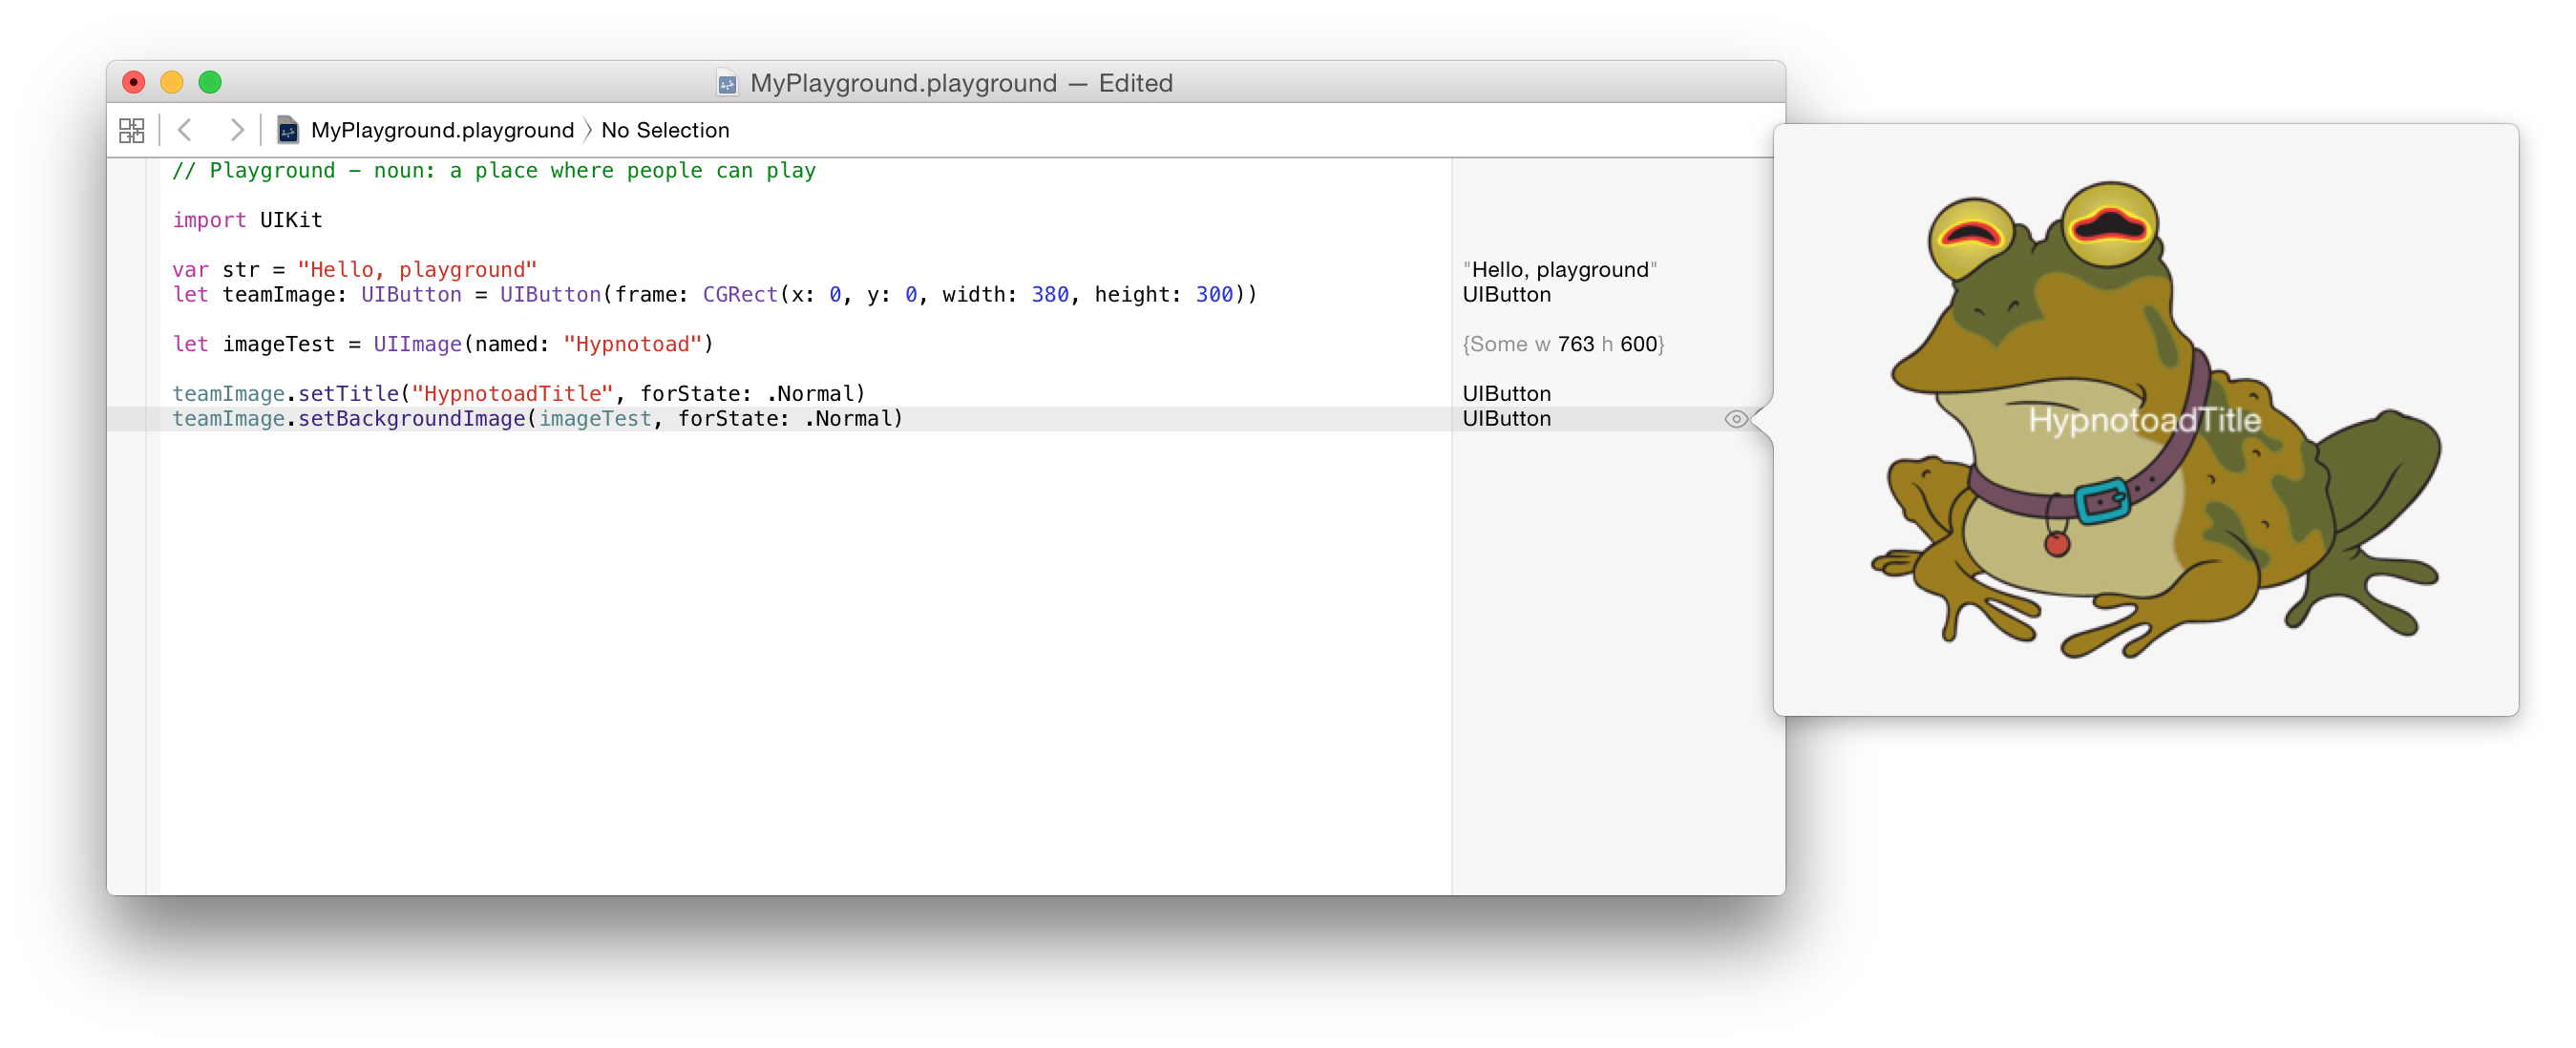 MyPlayground.playground — Edited
MyPlayground.playground 〉 No Selection
// Playground – noun: a place where people can play
import UIKit
var str = "Hello, playground"
"Hello, playground"
let teamImage: UIButton = UIButton(frame: CGRect(x: 0, y: 0, width: 380, height: 300))
UIButton
let imageTest = UIImage(named: "Hypnotoad")
{Some w 763 h 600}
teamImage.setTitle("HypnotoadTitle", forState: .Normal)
UIButton
teamImage.setBackgroundImage(imageTest, forState: .Normal)
UIButton
HypnotoadTitle